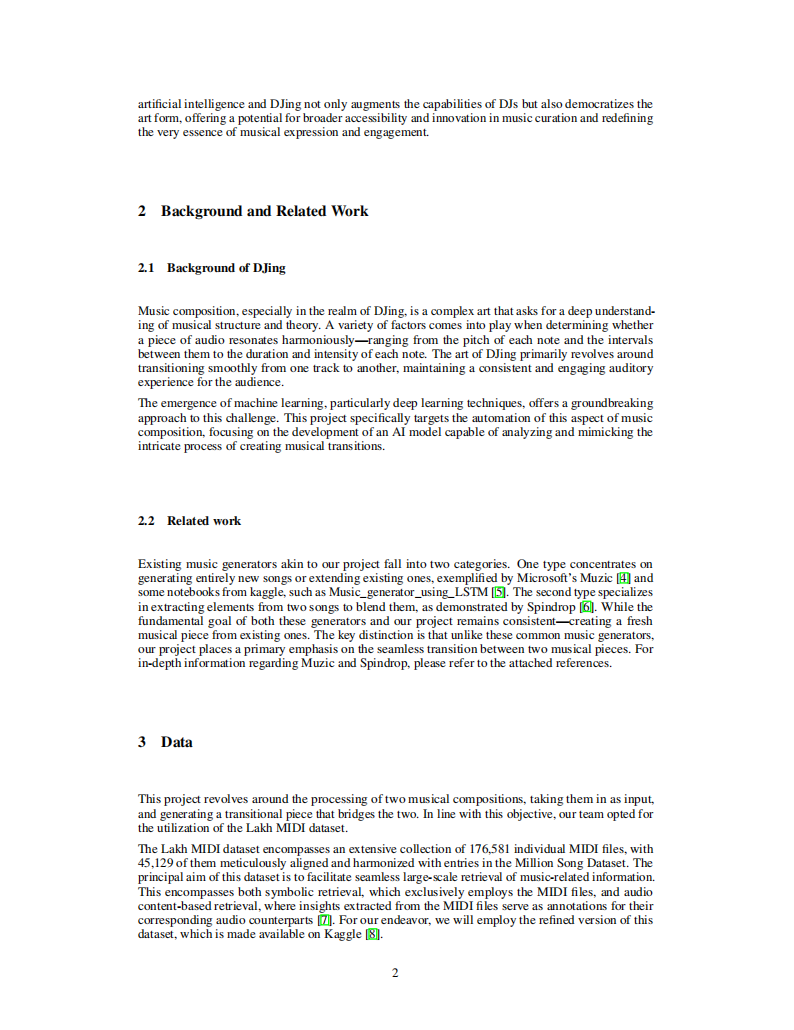 artificial intelligence and DJing not only augments the capabilities of DJs but also democratizes the
art form, offering a potential for broader accessibility and innovation in music curation and redefining
the very essence of musical expression and engagement.
2 Background and Related Work
2.1 Background of DJing
Music composition, especially in the realm of DJing, is a complex art that asks for a deep understand-
ing of musical structure and theory. A variety of factors comes into play when determining whether
a piece of audio resonates harmoniously—ranging from the pitch of each note and the intervals
between them to the duration and intensity of each note. The art of DJing primarily revolves around
transitioning smoothly from one track to another, maintaining a consistent and engaging auditory
experience for the audience.
The emergence of machine learning, particularly deep learning techniques, offers a groundbreaking
approach to this challenge. This project specifically targets the automation of this aspect of music
composition, focusing on the development of an AI model capable of analyzing and mimicking the
intricate process of creating musical transitions.
2.2 Related work
Existing music generators akin to our project fall into two categories. One type concentrates on
generating entirely new songs or extending existing ones, exemplified by Microsoft's Muzic [4] and
some notebooks from kaggle, such as Music_generator_using_LSTM [5]. The second type specializes
in extracting elements from two songs to blend them, as demonstrated by Spindrop [6]. While the
fundamental goal of both these generators and our project remains consistent—creating a fresh
musical piece from existing ones. The key distinction is that unlike these common music generators,
our project places a primary emphasis on the seamless transition between two musical pieces. For
in-depth information regarding Muzic and Spindrop, please refer to the attached references.
3 Data
This project revolves around the processing of two musical compositions, taking them in as input,
and generating a transitional piece that bridges the two. In line with this objective, our team opted for
the utilization of the Lakh MIDI dataset.
The Lakh MIDI dataset encompasses an extensive collection of 176,581 individual MIDI files, with
45,129 of them meticulously aligned and harmonized with entries in the Million Song Dataset. The
principal aim of this dataset is to facilitate seamless large-scale retrieval of music-related information.
This encompasses both symbolic retrieval, which exclusively employs the MIDI files, and audio
content-based retrieval, where insights extracted from the MIDI files serve as annotations for their
corresponding audio counterparts [7]. For our endeavor, we will employ the refined version of this
dataset, which is made available on Kaggle [8].
2